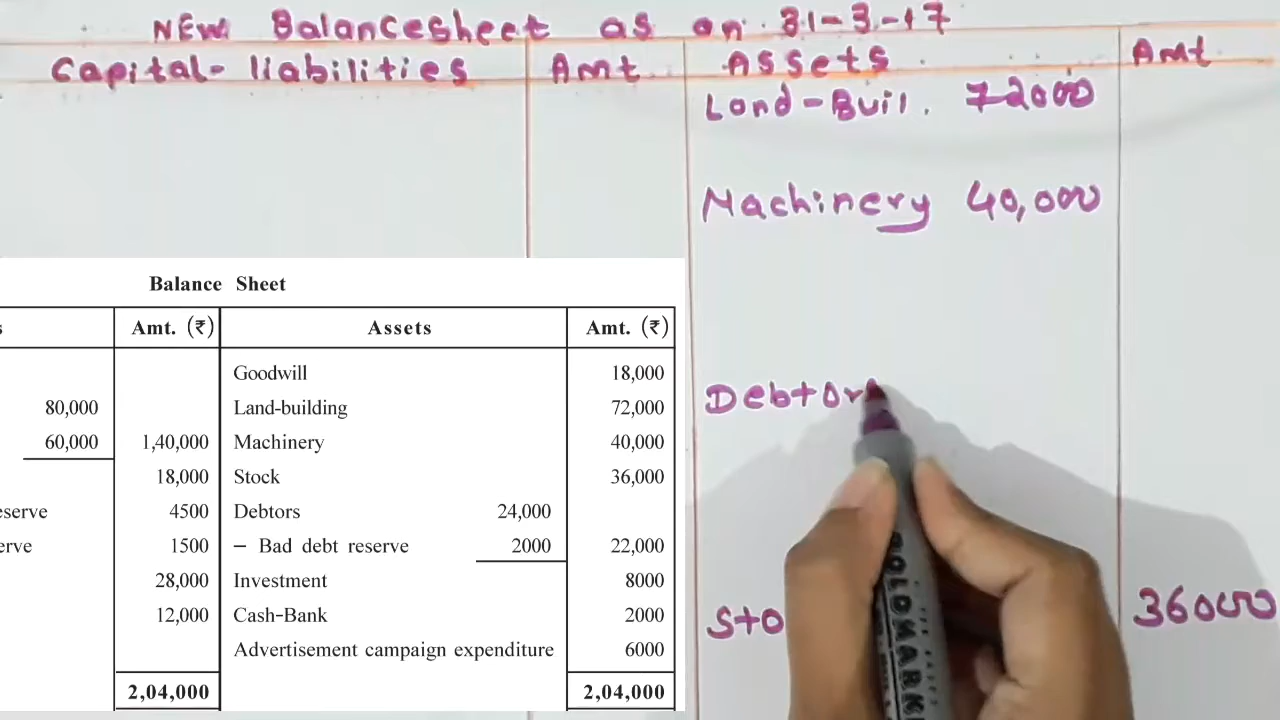 NEW Balancesheet as on 31-3-17
Capital-liabilities Amt. Assets Amt
Land-Buil. 72000
Machinery 40,000
Debtor
Sto 36000
Balance Sheet
s Amt. (₹) Assets Amt. (₹)
Goodwill 18,000
80,000 Land-building 72,000
60,000 1,40,000 Machinery 40,000
18,000 Stock 36,000
eserve 4500 Debtors 24,000
erve 1500 – Bad debt reserve 2000 22,000
28,000 Investment 8000
12,000 Cash-Bank 2000
Advertisement campaign expenditure 6000
2,04,000 2,04,000
GOLDMARK